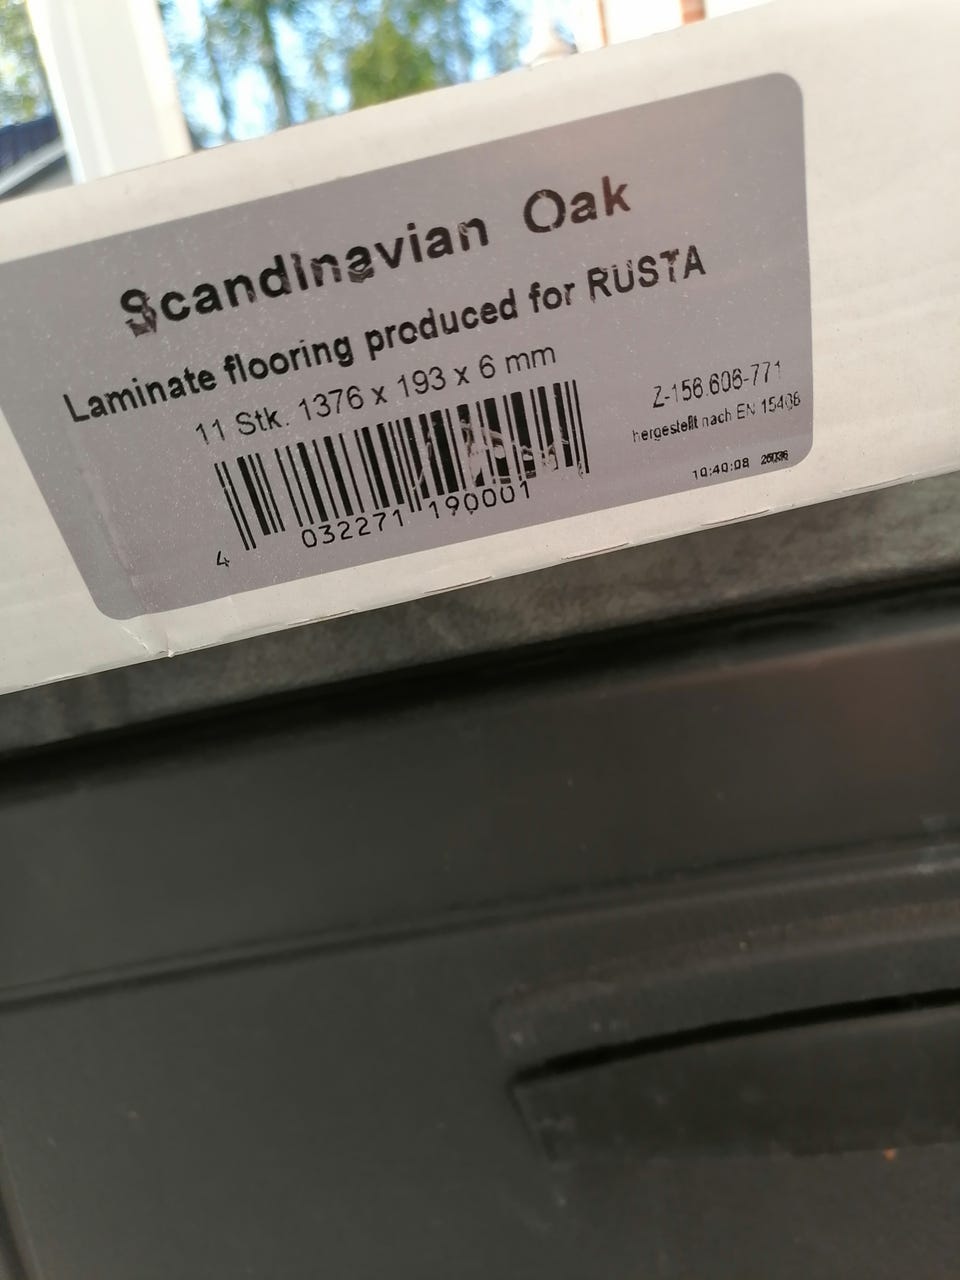 Scandinavian Oak
Laminate flooring produced for RUSTA
11 Stk. 1376 x 193 x 6 mm
Z-156.606-771
hergestellt nach EN 15468
10:40:08
4 032271 190001